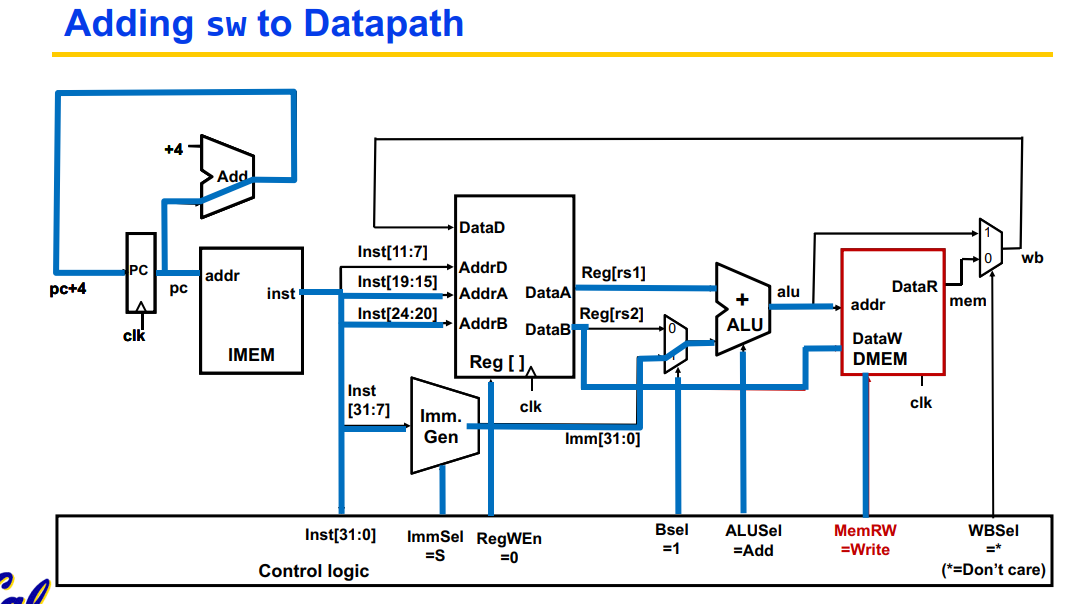 Adding sw to Datapath
+4
Add
pc+4
PC
pc
clk
addr
inst
IMEM
Inst[11:7]
Inst[19:15]
Inst[24:20]
Inst
[31:7]
DataD
AddrD
AddrA
AddrB
DataA
DataB
Reg [ ]
clk
Imm.
Gen
Imm[31:0]
Reg[rs1]
Reg[rs2]
0
+
ALU
alu
addr
DataR
DataW
DMEM
clk
mem
1
0
wb
Inst[31:0]
ImmSel
=S
RegWEn
=0
Bsel
=1
ALUSel
=Add
MemRW
=Write
WBSel
=*
(*=Don't care)
Control logic
Cal